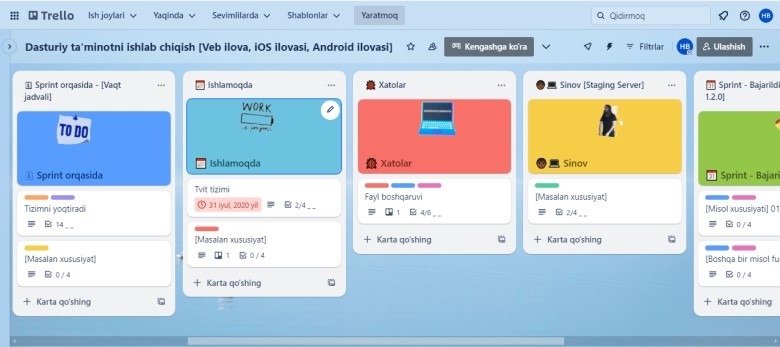 Trello Ish joylari Yaqinda Sevimlilarda Shablonlar Yaratmoq Qidirmoq HB
Dasturiy ta'minotni ishlab chiqish [Veb ilova, iOS ilovasi, Android ilovasi] Kengashga ko'ra Filtrlar HB Ulashish
Sprint orqasida - [Vaqt jadvali]
TO DO
Sprint orqasida
Tizimni yoqtiradi
14 _ _
[Masalan xususiyat]
0 / 4
+ Karta qo'shing
Ishlamoqda
WORK
Ishlamoqda
Tvit tizimi
31 iyul, 2020 yil 2/4 _ _
[Masalan xususiyat]
1 0 / 4
+ Karta qo'shing
Xatolar
Xatolar
Fayl boshqaruvi
1 4/6 _ _
+ Karta qo'shing
Sinov [Staging Server]
Sinov
[Masalan xususiyat]
2/4 _ _
+ Karta qo'shing
Sprint - Bajarildi
1.2.0]
Sprint - Bajari
[Misol xususiyati] 01
0 / 4
[Boshqa bir misol fu
0 / 4
+ Karta qo'shing